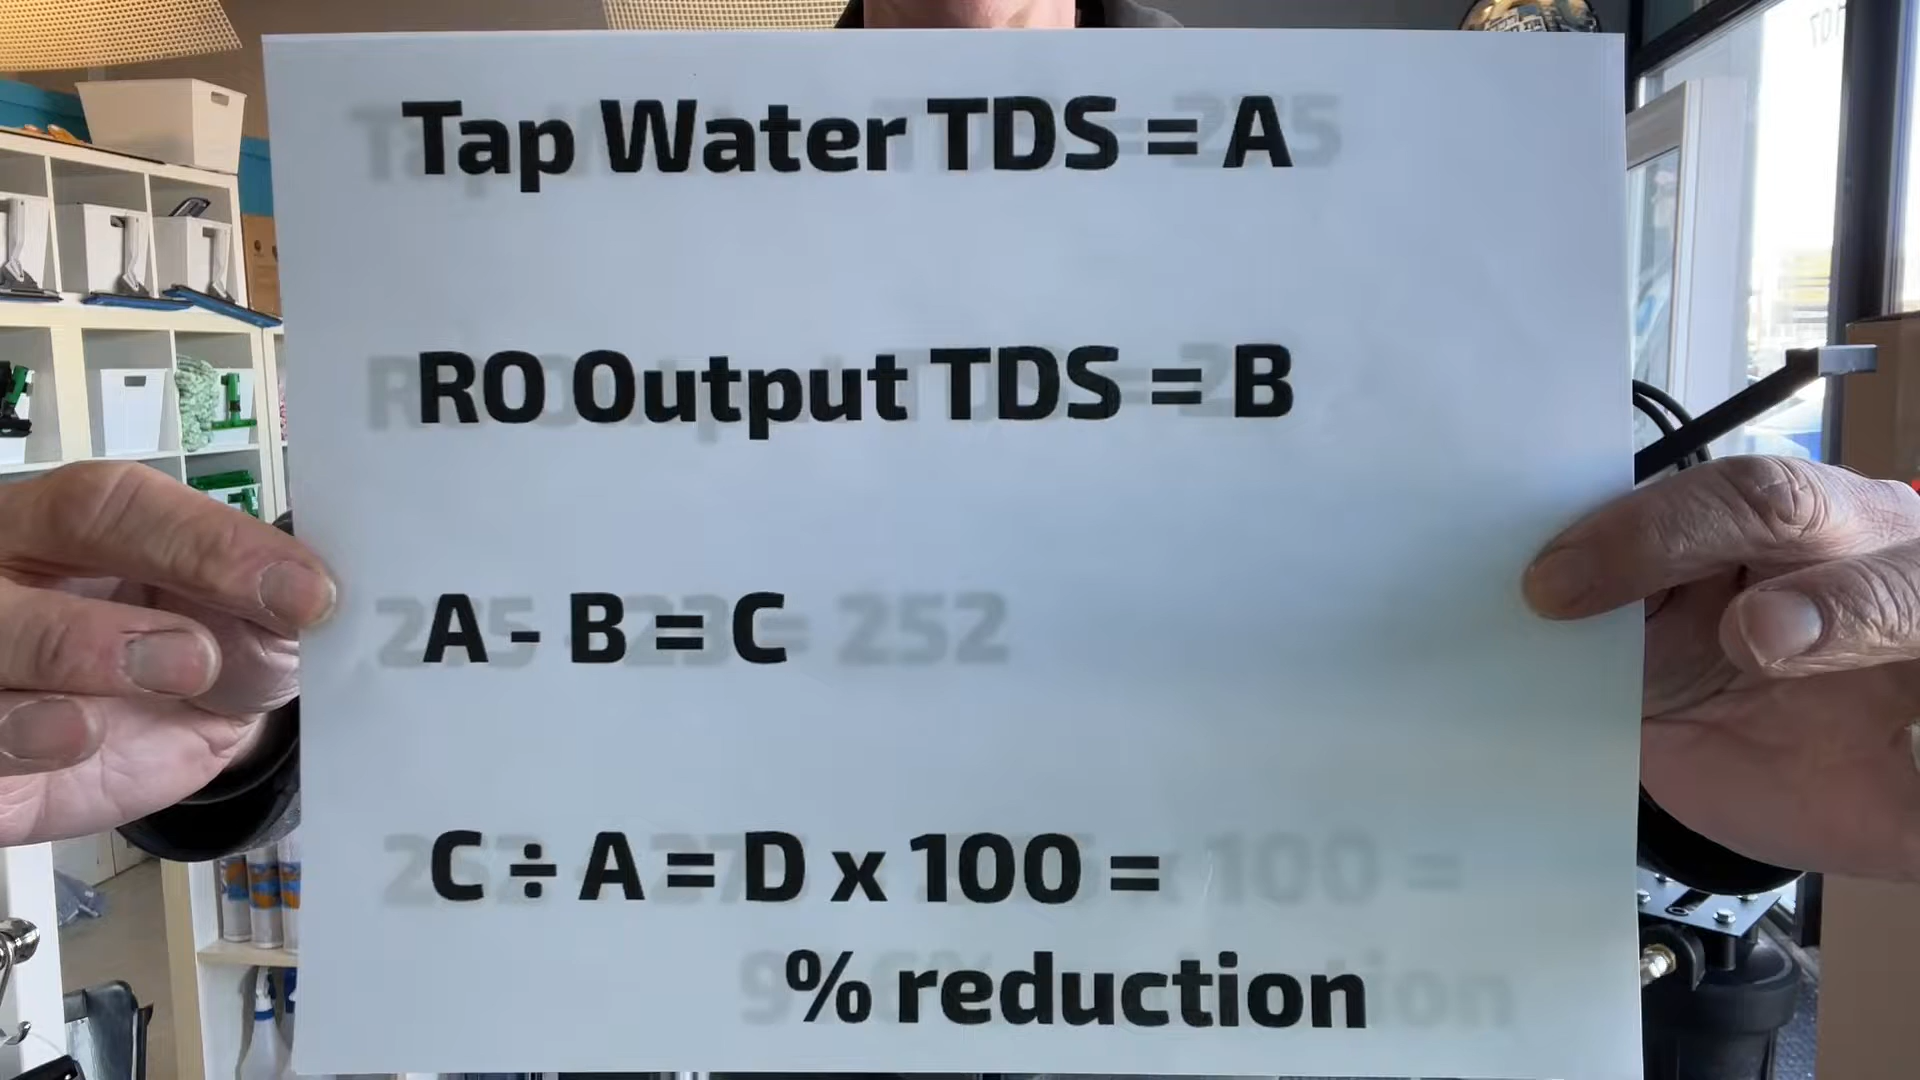 Tap Water TDS = A
RO Output TDS = B
A - B = C
C ÷ A = D x 100 =
% reduction